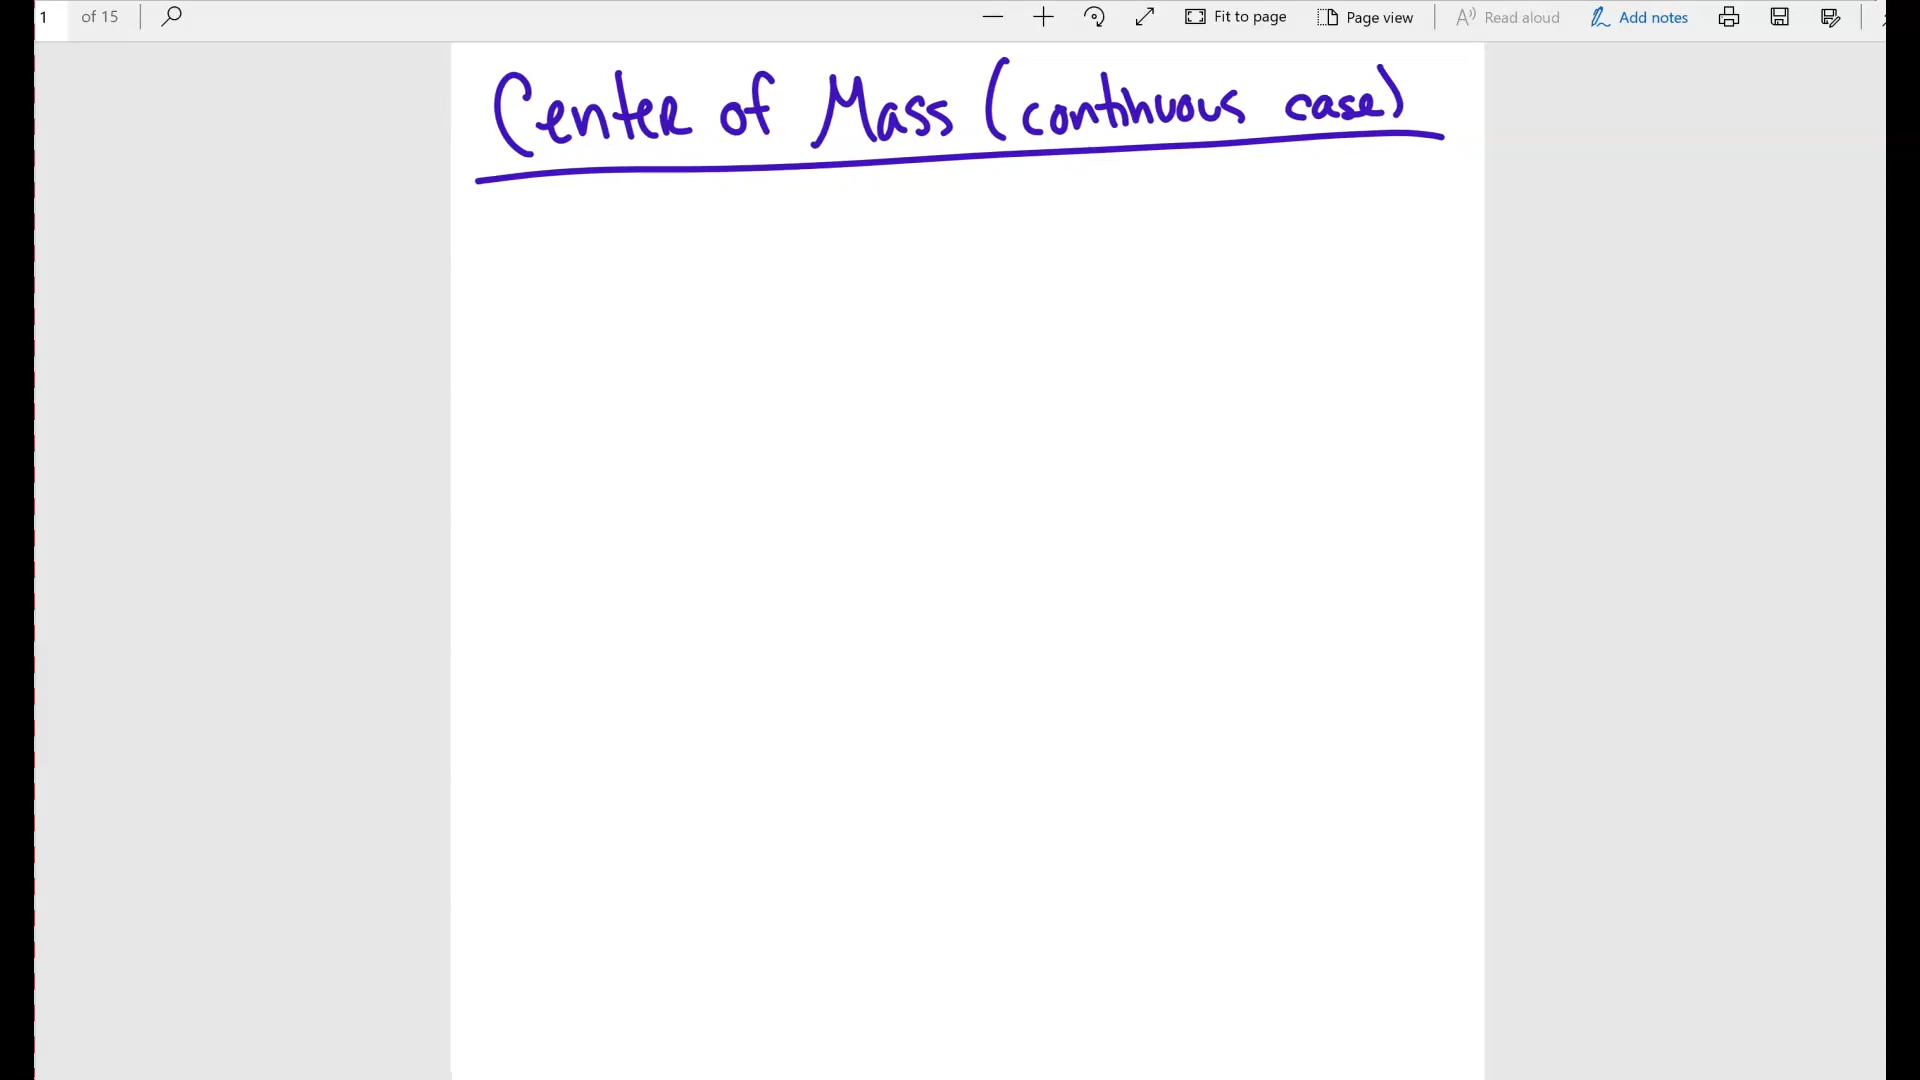 1 of 15 Fit to page Page view Read aloud Add notes
Center of Mass (continuous case)